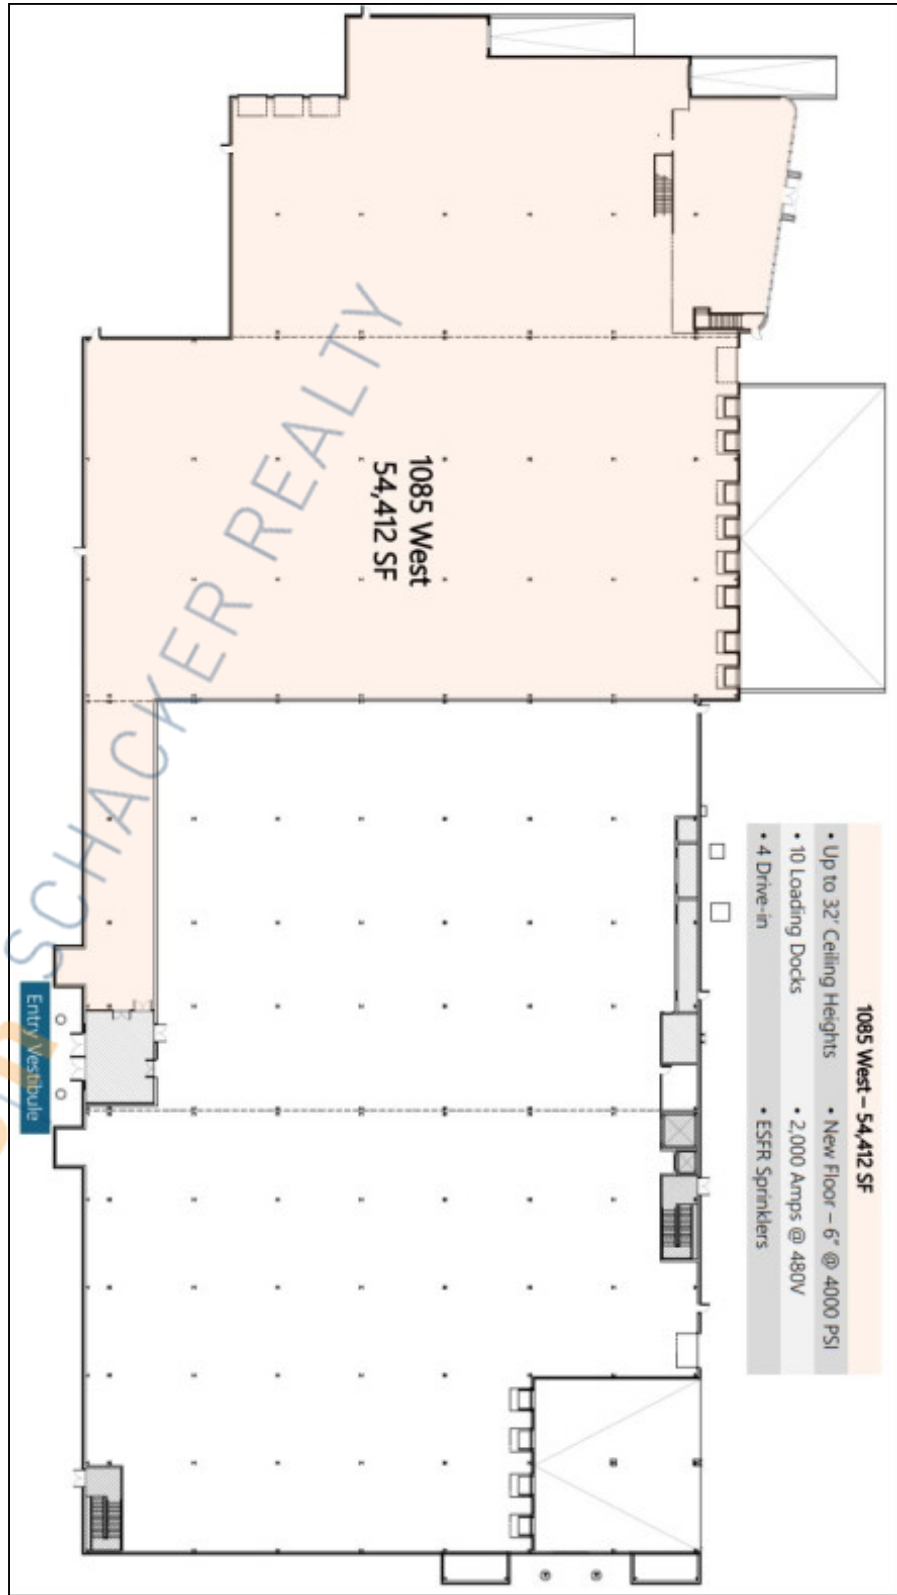 1085 West – 54,412 SF
• Up to 32' Ceiling Heights
• New Floor – 6" @ 4000 PSI
• 10 Loading Docks
• 2,000 Amps @ 480V
• 4 Drive-in
• ESFR Sprinklers
1085 West
54,412 SF
SCHACKER REALTY
Entry Vestibule